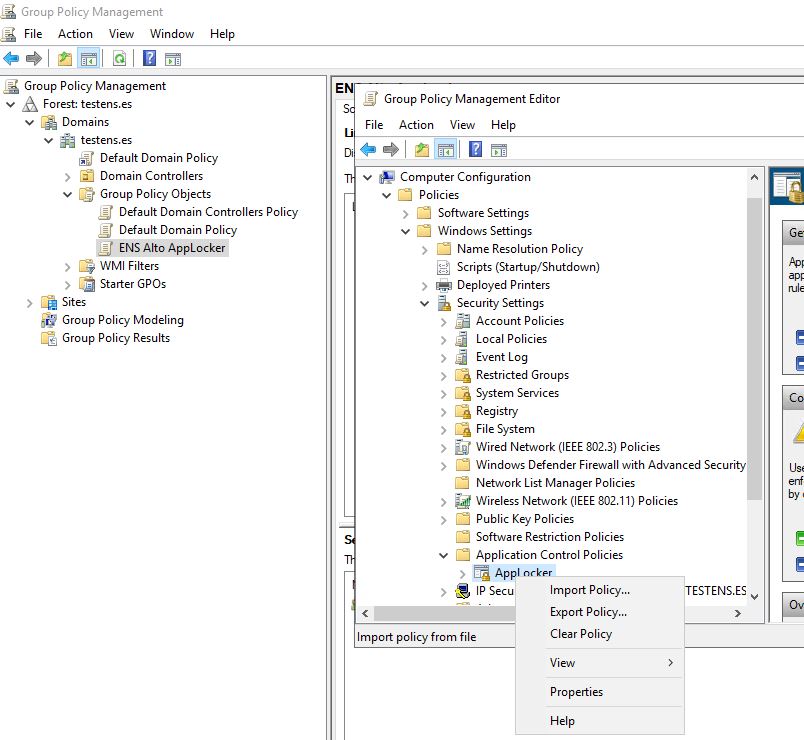 Group Policy Management
File Action View Window Help
Group Policy Management
Forest: testens.es
Domains
testens.es
Default Domain Policy
Domain Controllers
Group Policy Objects
Default Domain Controllers Policy
Default Domain Policy
ENS Alto AppLocker
WMI Filters
Starter GPOs
Sites
Group Policy Modeling
Group Policy Results
Group Policy Management Editor
File Action View Help
Computer Configuration
Policies
Software Settings
Windows Settings
Name Resolution Policy
Scripts (Startup/Shutdown)
Deployed Printers
Security Settings
Account Policies
Local Policies
Event Log
Restricted Groups
System Services
Registry
File System
Wired Network (IEEE 802.3) Policies
Windows Defender Firewall with Advanced Security
Network List Manager Policies
Wireless Network (IEEE 802.11) Policies
Public Key Policies
Software Restriction Policies
Application Control Policies
AppLocker
IP Secu
TESTENS.ES
Import policy from file
Import Policy...
Export Policy...
Clear Policy
View
Properties
Help
Ge
App
app
rule
Co
Use
enf
by c
Ov